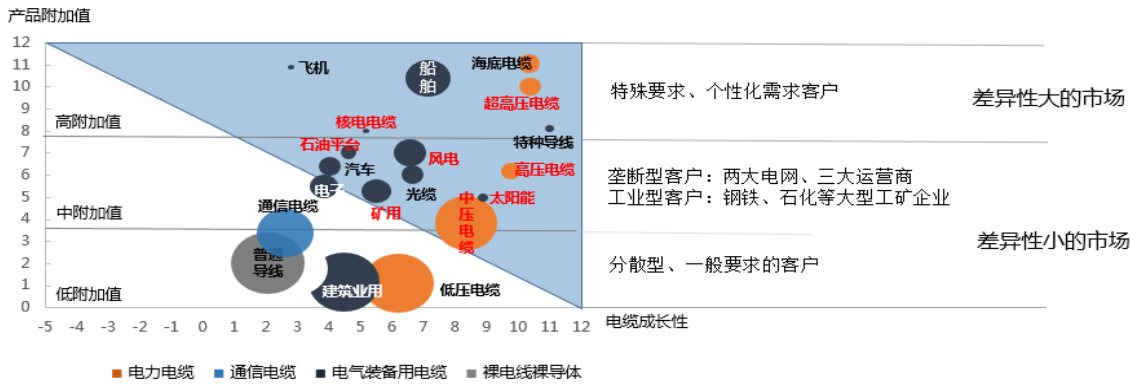 产品附加值
12
11
10
9
8
7
6
5
4
3
2
1
0
高附加值
中附加值
低附加值
飞机
船舶
海底电缆
超高压电缆
核电电缆
特种导线
石油平台
汽车
风电
高压电缆
电子
光缆
太阳能
通信电缆
矿用
中压电缆
普通
导线
建筑业用
低压电缆
-5 -4 -3 -2 -1 0 1 2 3 4 5 6 7 8 9 10 11 12
电缆成长性
特殊要求、个性化需求客户
差异性大的市场
垄断型客户：两大电网、三大运营商
工业型客户：钢铁、石化等大型工矿企业
差异性小的市场
分散型、一般要求的客户
电力电缆 通信电缆 电气装备用电缆 裸电线裸导体